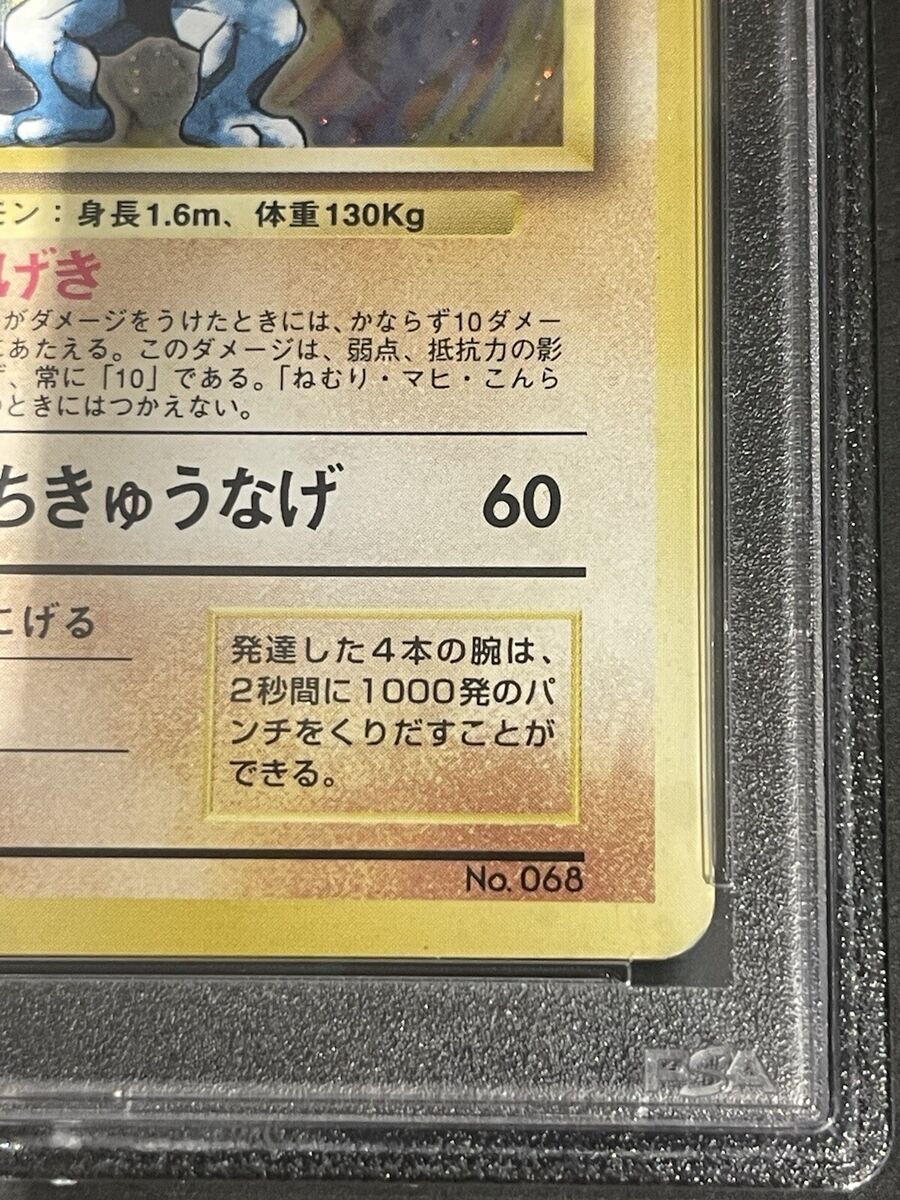 モン：身長1.6m、体重130Kg
げき
がダメージをうけたときには、かならず10ダメー
にあたえる。このダメージは、弱点、抵抗力の影
ず、常に「10」である。「ねむり・マヒ・こんら
のときにはつかえない。
ちきゅうなげ 60
にげる
発達した4本の腕は、
2秒間に1000発のパ
ンチをくりだすことが
できる。
No. 068
PSA